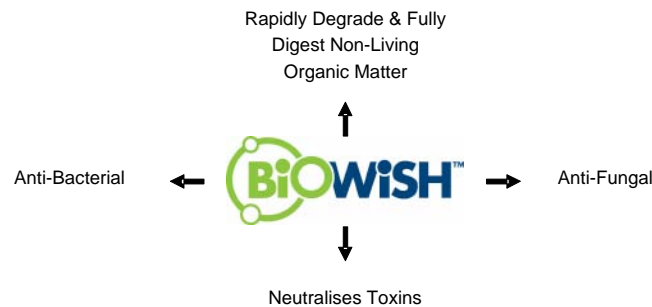 Rapidly Degrade & Fully
Digest Non-Living
Organic Matter
Anti-Bacterial
BiOWiSH™
Anti-Fungal
Neutralises Toxins